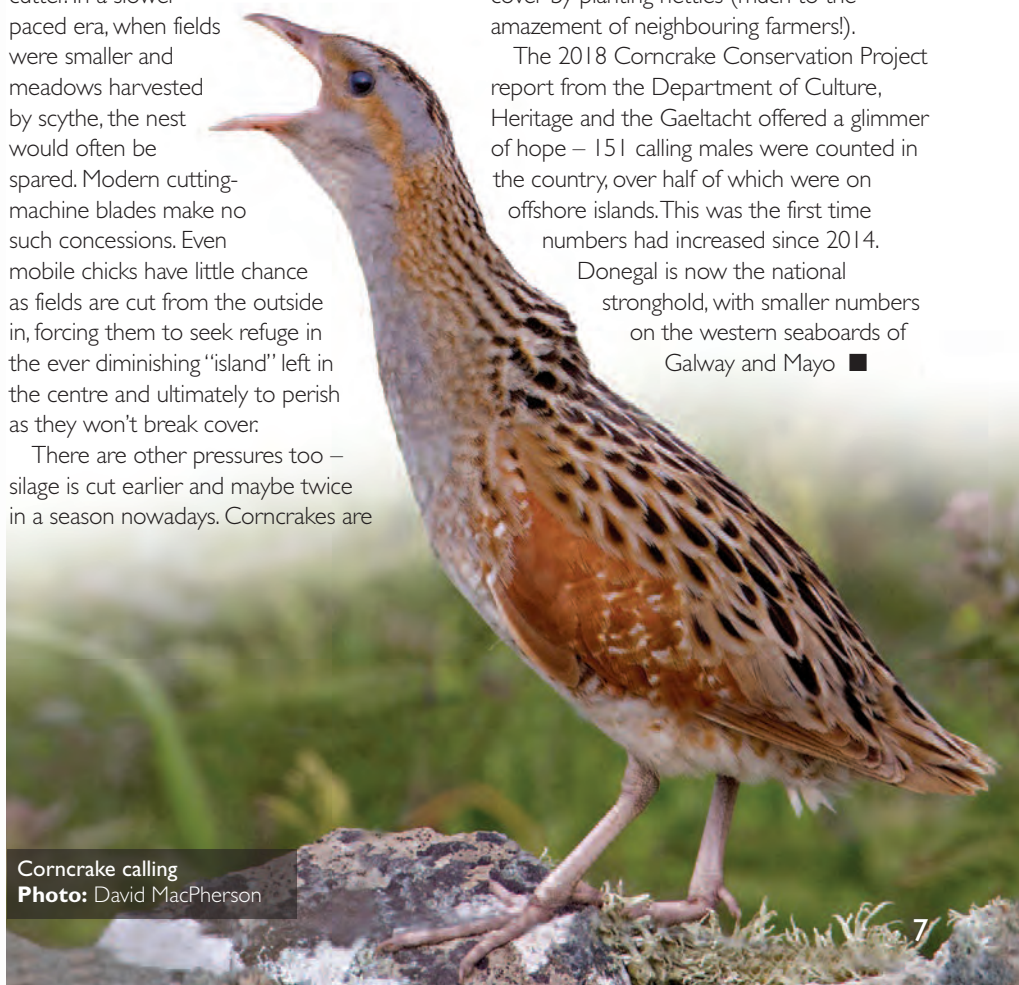 paced era, when fields
were smaller and
meadows harvested
by scythe, the nest
would often be
spared. Modern cutting-
machine blades make no
such concessions. Even
mobile chicks have little chance
as fields are cut from the outside
in, forcing them to seek refuge in
the ever diminishing “island” left in
the centre and ultimately to perish
as they won’t break cover.
There are other pressures too –
silage is cut earlier and maybe twice
in a season nowadays. Corncrakes are
cover by planting nettles (much to the
amazement of neighbouring farmers!).
The 2018 Corncrake Conservation Project
report from the Department of Culture,
Heritage and the Gaeltacht offered a glimmer
of hope – 151 calling males were counted in
the country, over half of which were on
offshore islands. This was the first time
numbers had increased since 2014.
Donegal is now the national
stronghold, with smaller numbers
on the western seaboards of
Galway and Mayo ■
Corncrake calling
Photo: David MacPherson
7